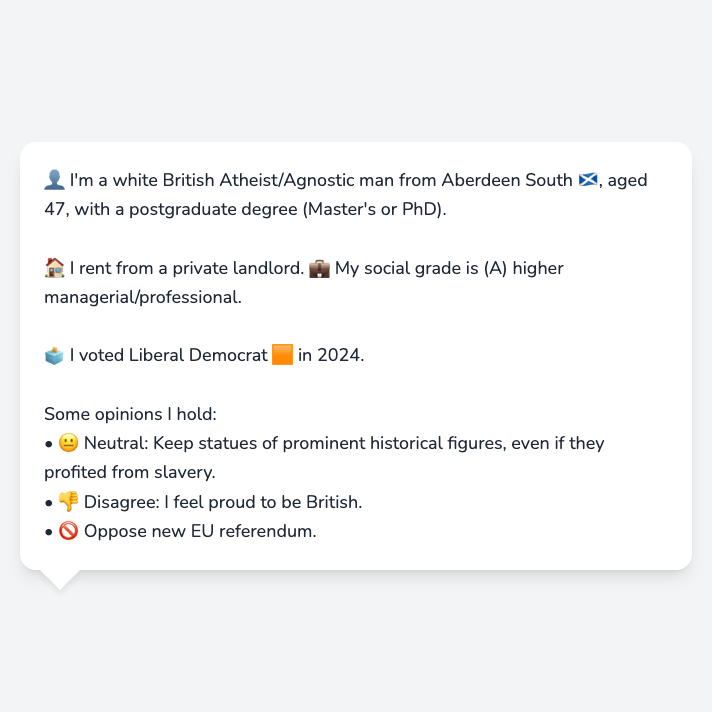 👤 I'm a white British Atheist/Agnostic man from Aberdeen South 🏴󠁧󠁢󠁳󠁣󠁴󠁿, aged
47, with a postgraduate degree (Master's or PhD).
🏠 I rent from a private landlord. 💼 My social grade is (A) higher
managerial/professional.
🗳️ I voted Liberal Democrat 🟧 in 2024.
Some opinions I hold:
• 😐 Neutral: Keep statues of prominent historical figures, even if they
profited from slavery.
• 👎 Disagree: I feel proud to be British.
• 🚫 Oppose new EU referendum.